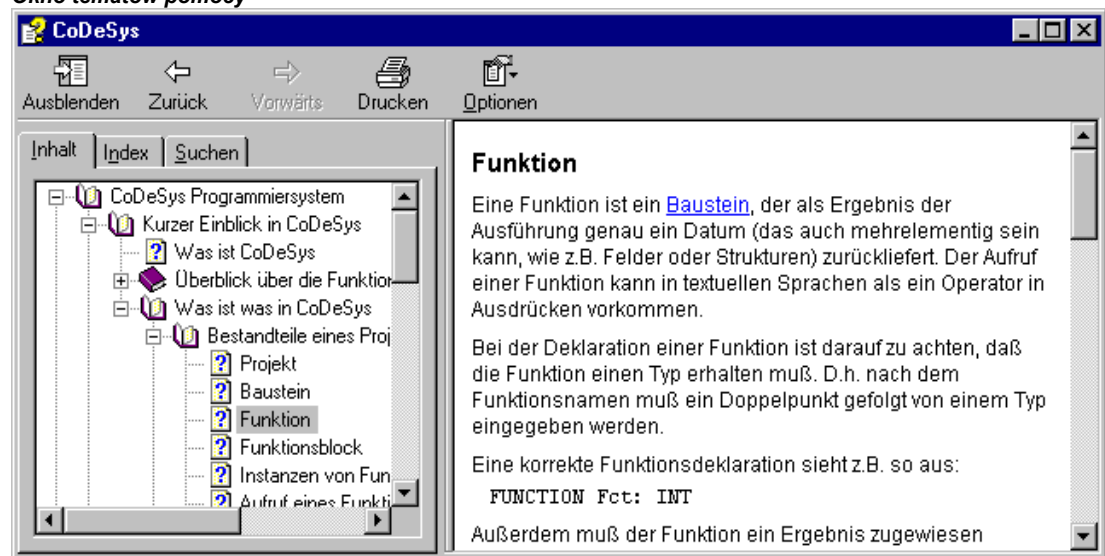 Okno tematów pomocy
CoDeSys
Ausblenden Zurück Vorwärts Drucken Optionen
Inhalt Index Suchen
CoDeSys Programmiersystem
Kurzer Einblick in CoDeSys
Was ist CoDeSys
Überblick über die Funktion
Was ist was in CoDeSys
Bestandteile eines Proj
Projekt
Baustein
Funktion
Funktionsblock
Instanzen von Fun
Aufruf eines Funkti
Funktion
Eine Funktion ist ein Baustein, der als Ergebnis der
Ausführung genau ein Datum (das auch mehrelementig sein
kann, wie z.B. Felder oder Strukturen) zurückliefert. Der Aufruf
einer Funktion kann in textuellen Sprachen als ein Operator in
Ausdrücken vorkommen.
Bei der Deklaration einer Funktion ist darauf zu achten, daß
die Funktion einen Typ erhalten muß. D.h. nach dem
Funktionsnamen muß ein Doppelpunkt gefolgt von einem Typ
eingegeben werden.
Eine korrekte Funktionsdeklaration sieht z.B. so aus:
FUNCTION Fct: INT
Außerdem muß der Funktion ein Ergebnis zugewiesen